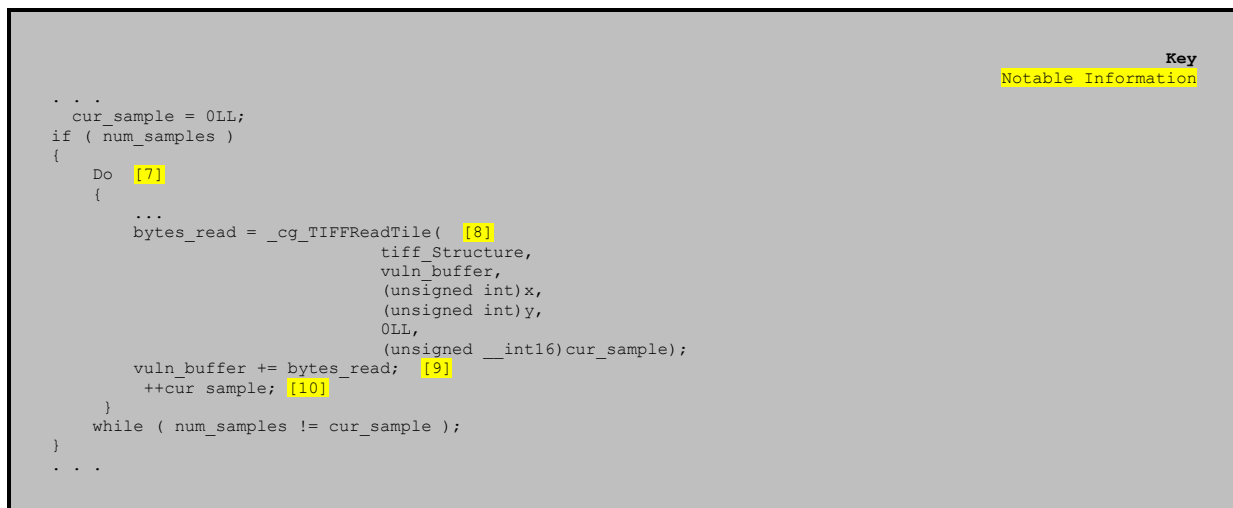 Key
Notable Information
. . .
cur_sample = 0LL;
if ( num_samples )
{
Do [7]
{
...
bytes_read = _cg_TIFFReadTile( [8]
tiff_Structure,
vuln_buffer,
(unsigned int)x,
(unsigned int)y,
0LL,
(unsigned __int16)cur_sample);
vuln_buffer += bytes_read; [9]
++cur sample; [10]
}
while ( num_samples != cur_sample );
}
. . .